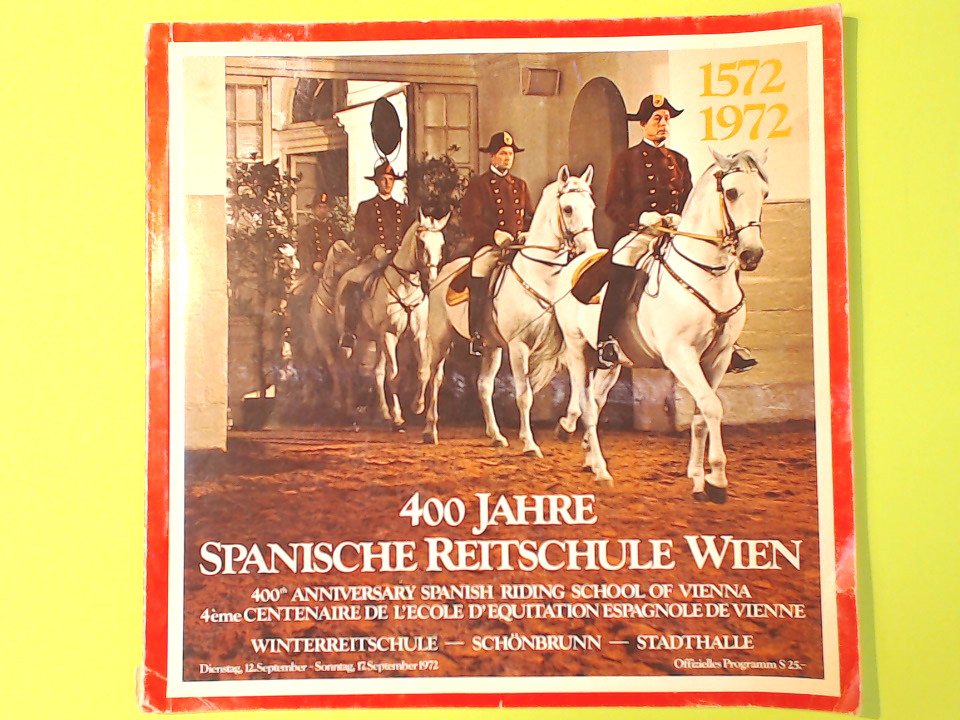 1572
1972
400 JAHRE
SPANISCHE REITSCHULE WIEN
400th ANNIVERSARY SPANISH RIDING SCHOOL OF VIENNA
4ème CENTENAIRE DE L'ECOLE D'EQUITATION ESPAGNOLE DE VIENNE
WINTERREITSCHULE — SCHÖNBRUNN — STADTHALLE
Dienstag, 12. September - Sonntag, 17. September 1972 Offizielles Programm S 25.-